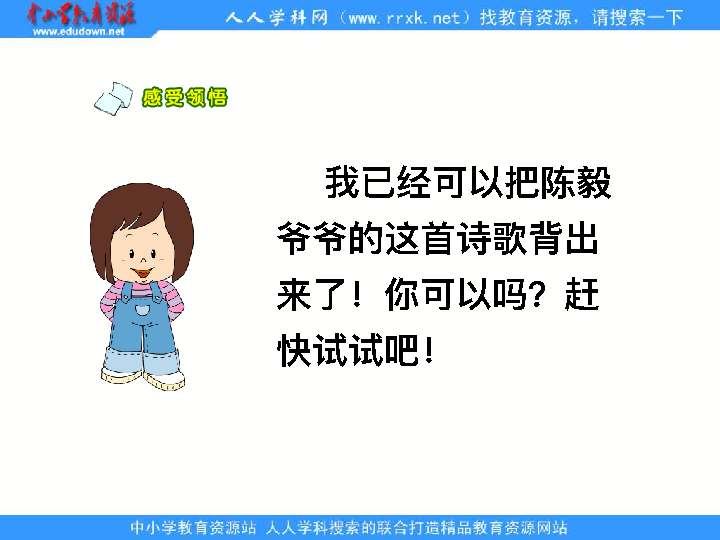 中小学教育资源
www.edudown.net
人人学科网（www.rrxk.net）找教育资源，请搜索一下
感受领悟
我已经可以把陈毅
爷爷的这首诗歌背出
来了！你可以吗？赶
快试试吧！
中小学教育资源站 人人学科搜索的联合打造精品教育资源网站